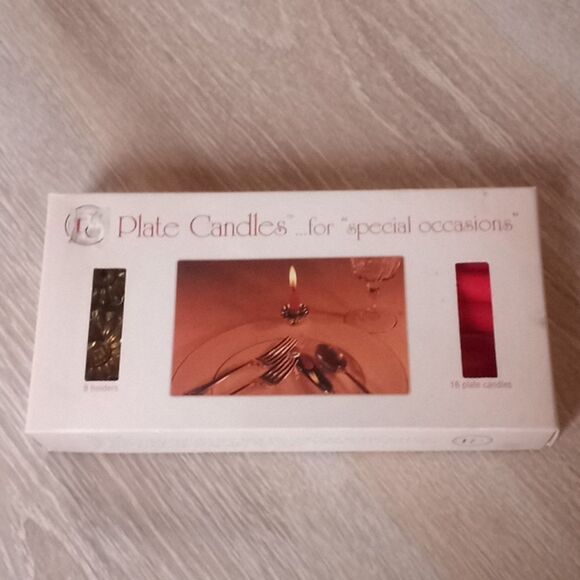 Plate Candles™...for "special occasions"
8 holders
16 plate candles